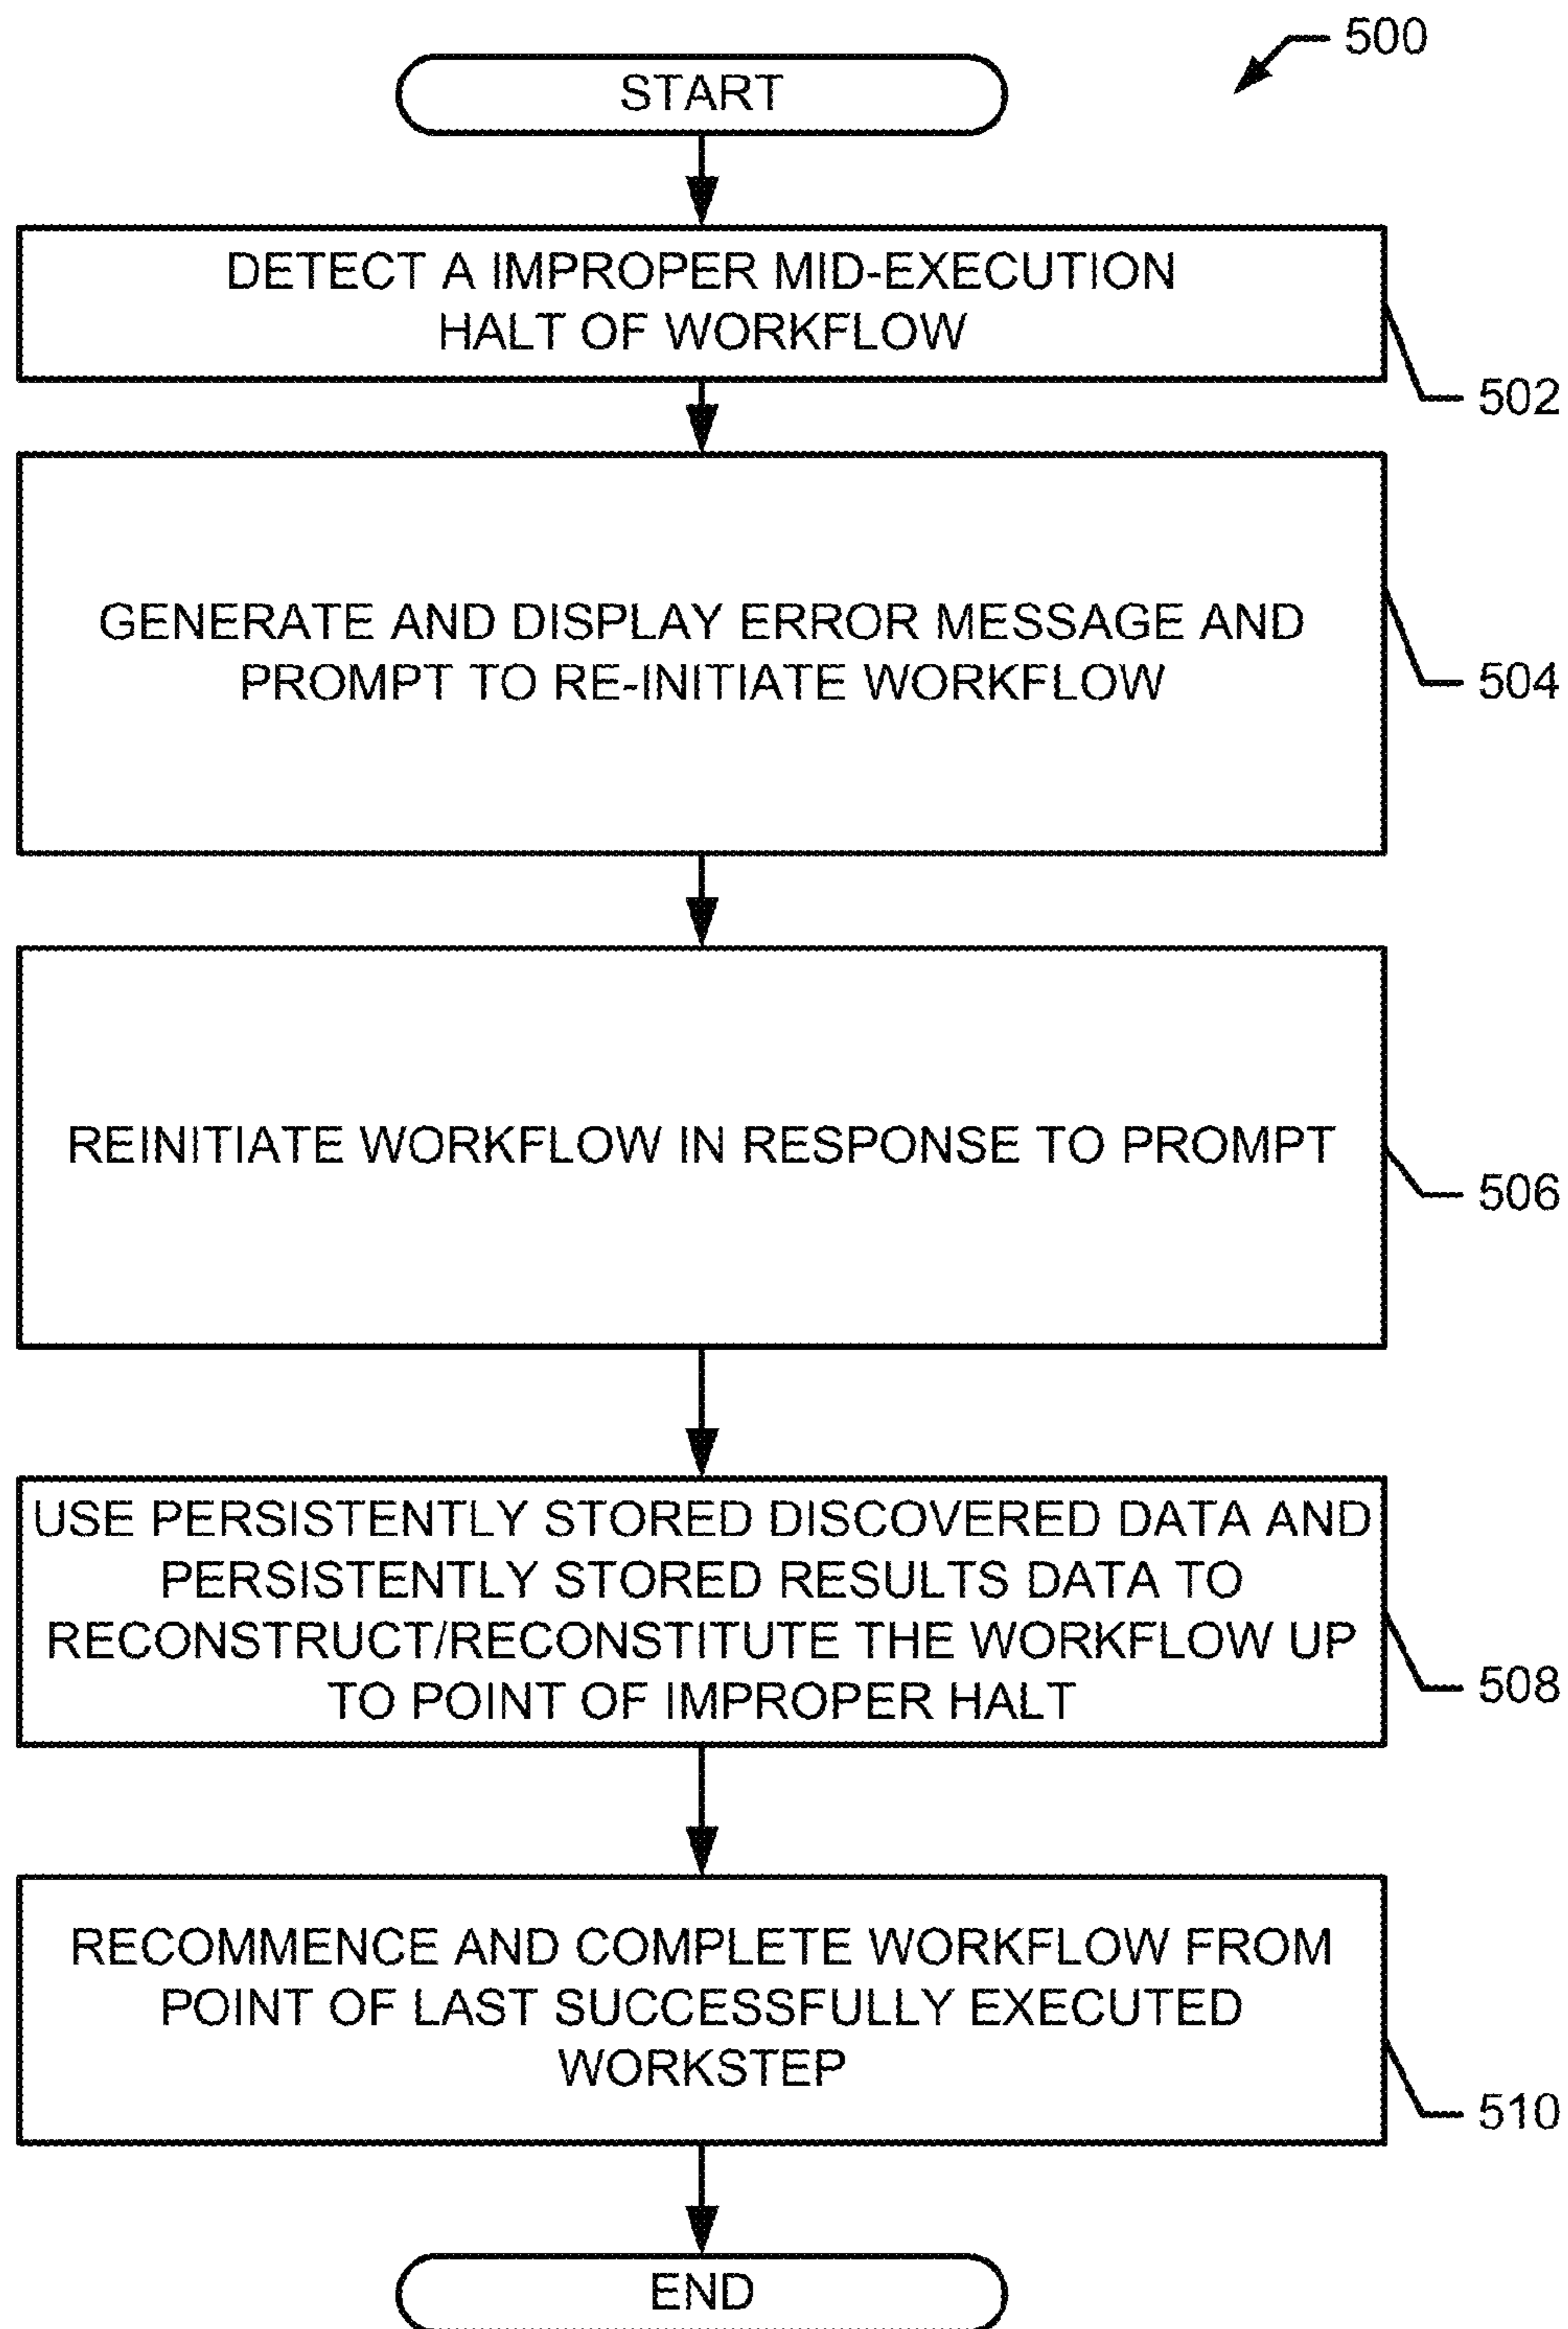 500
START
DETECT A IMPROPER MID-EXECUTION
HALT OF WORKFLOW
502
GENERATE AND DISPLAY ERROR MESSAGE AND
PROMPT TO RE-INITIATE WORKFLOW
504
REINITIATE WORKFLOW IN RESPONSE TO PROMPT
506
USE PERSISTENTLY STORED DISCOVERED DATA AND
PERSISTENTLY STORED RESULTS DATA TO
RECONSTRUCT/RECONSTITUTE THE WORKFLOW UP
TO POINT OF IMPROPER HALT
508
RECOMMENCE AND COMPLETE WORKFLOW FROM
POINT OF LAST SUCCESSFULLY EXECUTED
WORKSTEP
510
END